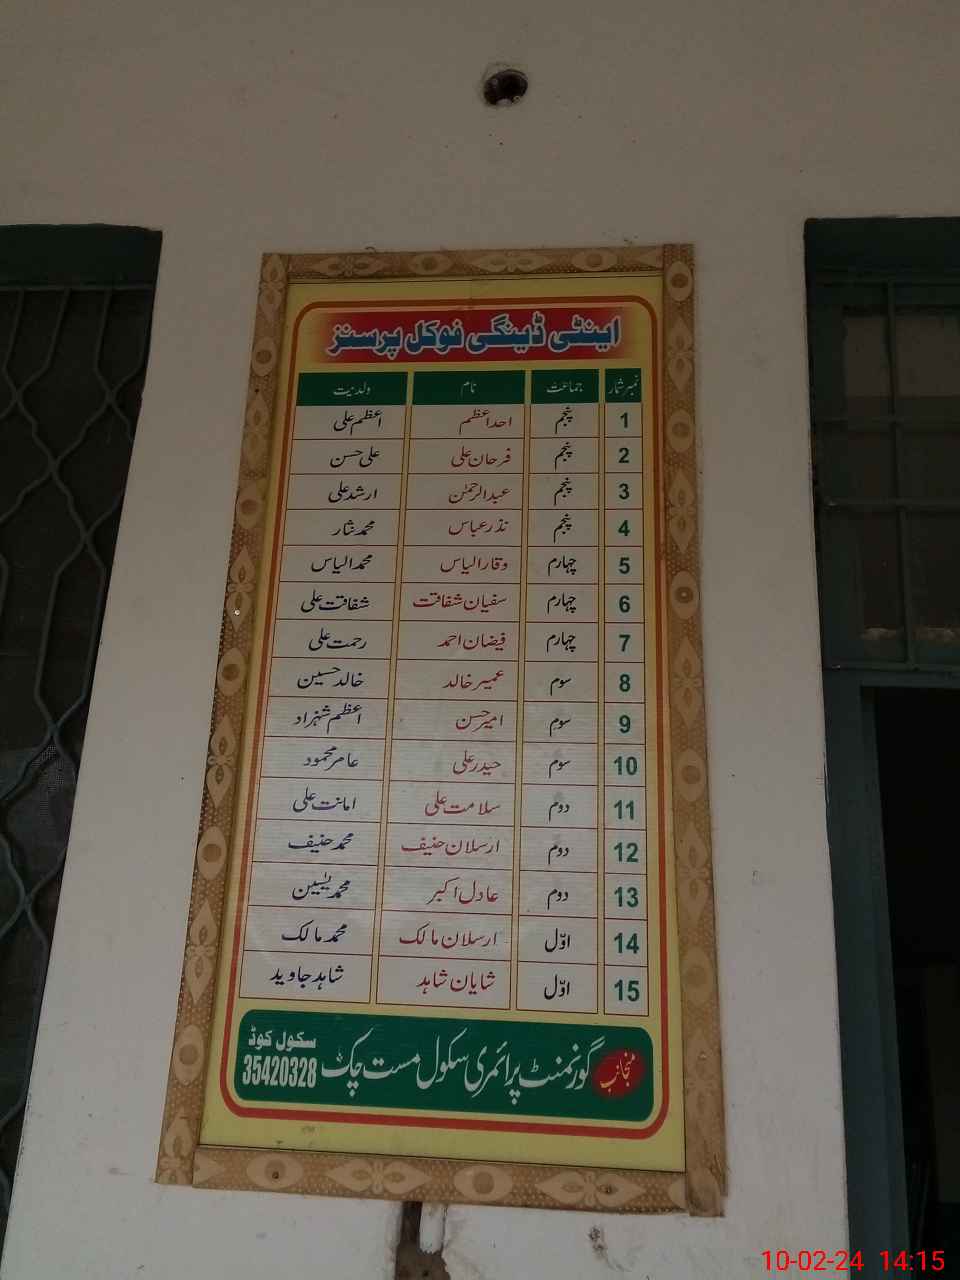 اینٹی ڈینگی فوکل پرسنز
نمبر شمار جماعت نام ولدیت
1 پنجم احد اعظم اعظم علی
2 پنجم فرحان علی علی حسن
3 پنجم عبدالرحمٰن ارشد علی
4 پنجم نذر عباس محمد نثار
5 چہارم وقار الیاس محمد الیاس
6 چہارم سفیان شفاقت شفاقت علی
7 چہارم فیضان احمد رحمت علی
8 سوم عمیر خالد خالد حسین
9 سوم امیر حسن اعظم شہزاد
10 سوم حیدر علی عامر محمود
11 دوم سلامت علی امانت علی
12 دوم ارسلان حنیف محمد حنیف
13 دوم عادل اکبر محمد یٰسین
14 اوّل ارسلان مالک محمد مالک
15 اوّل شایان شاہد شاہد جاوید
منجانب گورنمنٹ پرائمری سکول مست چک سکول کوڈ
35420328
10-02-24 14:15